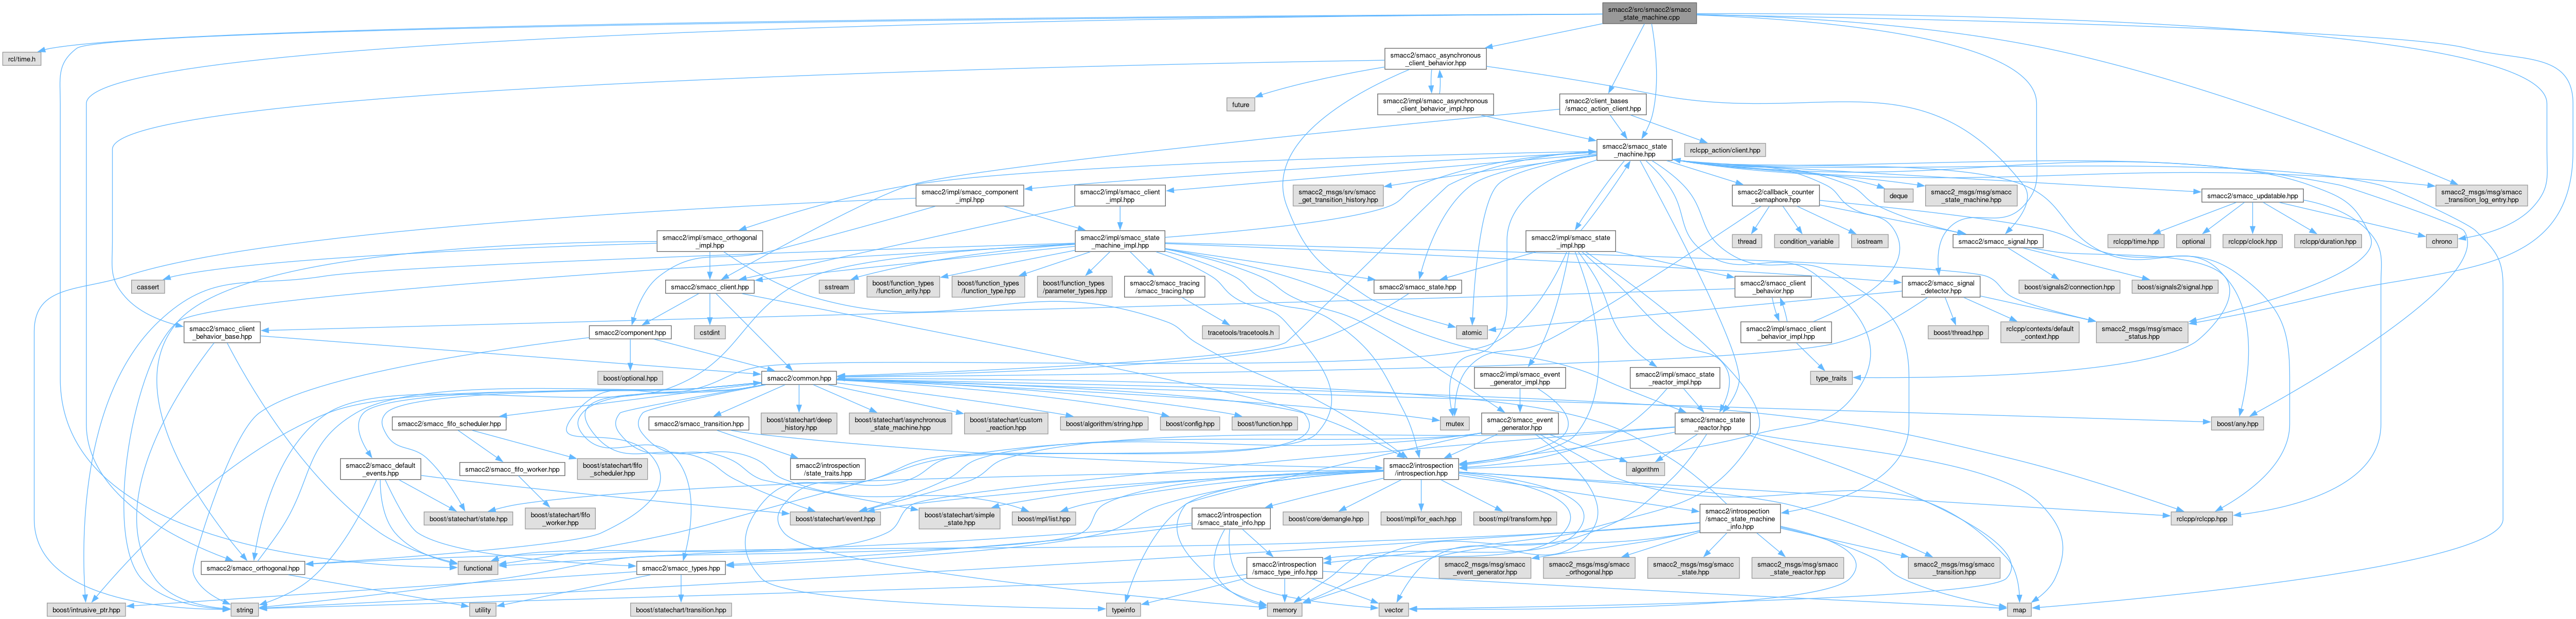 smacc2/src/smacc2/smacc
_state_machine.cpp
rcl/time.h
smacc2/smacc_asynchronous
_client_behavior.hpp
future
smacc2/impl/smacc_asynchronous
_client_behavior_impl.hpp
smacc2/client_bases
/smacc_action_client.hpp
smacc2/smacc_state
_machine.hpp
rclcpp_action/client.hpp
smacc2/impl/smacc_component
_impl.hpp
smacc2/impl/smacc_client
_impl.hpp
smacc2_msgs/srv/smacc
_get_transition_history.hpp
smacc2/callback_counter
_semaphore.hpp
deque
smacc2_msgs/msg/smacc
_state_machine.hpp
smacc2/smacc_updatable.hpp
smacc2_msgs/msg/smacc
_transition_log_entry.hpp
smacc2/impl/smacc_orthogonal
_impl.hpp
smacc2/impl/smacc_state
_machine_impl.hpp
smacc2/impl/smacc_state
_impl.hpp
thread
condition_variable
iostream
smacc2/smacc_signal.hpp
rclcpp/time.hpp
optional
rclcpp/clock.hpp
rclcpp/duration.hpp
chrono
cassert
smacc2/smacc_client.hpp
sstream
boost/function_types
/function_arity.hpp
boost/function_types
/function_type.hpp
boost/function_types
/parameter_types.hpp
smacc2/smacc_tracing
/smacc_tracing.hpp
smacc2/smacc_state.hpp
smacc2/smacc_client
_behavior.hpp
smacc2/smacc_signal
_detector.hpp
boost/signals2/connection.hpp
boost/signals2/signal.hpp
smacc2/smacc_client
_behavior_base.hpp
smacc2/component.hpp
cstdint
tracetools/tracetools.h
atomic
smacc2/impl/smacc_client
_behavior_impl.hpp
boost/thread.hpp
rclcpp/contexts/default
_context.hpp
smacc2_msgs/msg/smacc
_status.hpp
boost/optional.hpp
smacc2/common.hpp
smacc2/impl/smacc_event
_generator_impl.hpp
smacc2/impl/smacc_state
_reactor_impl.hpp
type_traits
smacc2/smacc_fifo_scheduler.hpp
smacc2/smacc_transition.hpp
boost/statechart/deep
_history.hpp
boost/statechart/asynchronous
_state_machine.hpp
boost/statechart/custom
_reaction.hpp
boost/algorithm/string.hpp
boost/config.hpp
boost/function.hpp
mutex
smacc2/smacc_event
_generator.hpp
smacc2/smacc_state
_reactor.hpp
boost/any.hpp
smacc2/smacc_default
_events.hpp
smacc2/smacc_fifo_worker.hpp
boost/statechart/fifo
_scheduler.hpp
smacc2/introspection
/state_traits.hpp
smacc2/introspection
/introspection.hpp
algorithm
boost/statechart/state.hpp
boost/statechart/fifo
_worker.hpp
boost/statechart/event.hpp
boost/statechart/simple
_state.hpp
boost/mpl/list.hpp
smacc2/introspection
/smacc_state_info.hpp
boost/core/demangle.hpp
boost/mpl/for_each.hpp
boost/mpl/transform.hpp
smacc2/introspection
/smacc_state_machine
_info.hpp
rclcpp/rclcpp.hpp
smacc2/smacc_orthogonal.hpp
functional
smacc2/smacc_types.hpp
smacc2/introspection
/smacc_type_info.hpp
smacc2_msgs/msg/smacc
_event_generator.hpp
smacc2_msgs/msg/smacc
_orthogonal.hpp
smacc2_msgs/msg/smacc
_state.hpp
smacc2_msgs/msg/smacc
_state_reactor.hpp
smacc2_msgs/msg/smacc
_transition.hpp
boost/intrusive_ptr.hpp
string
utility
boost/statechart/transition.hpp
typeinfo
memory
vector
map